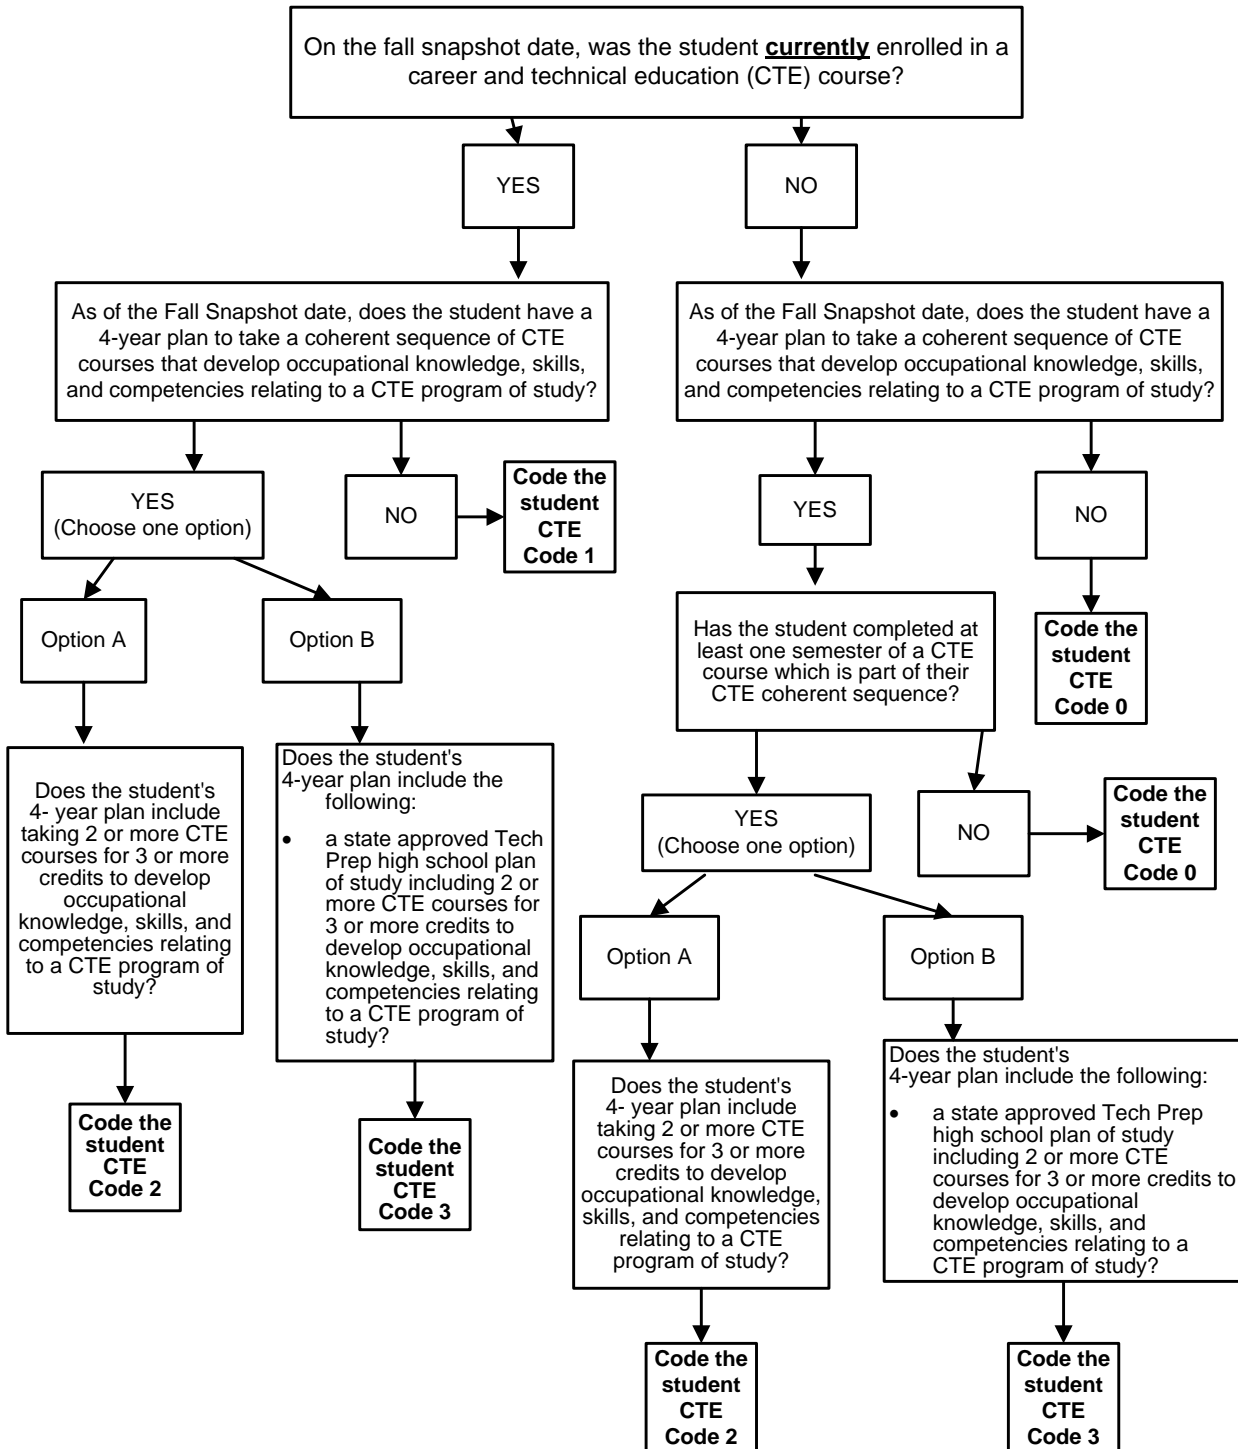 On the fall snapshot date, was the student currently enrolled in a
career and technical education (CTE) course?
YES
NO
As of the Fall Snapshot date, does the student have a
4-year plan to take a coherent sequence of CTE
courses that develop occupational knowledge, skills,
and competencies relating to a CTE program of study?
As of the Fall Snapshot date, does the student have a
4-year plan to take a coherent sequence of CTE
courses that develop occupational knowledge, skills,
and competencies relating to a CTE program of study?
YES
(Choose one option)
NO
Code the
student
CTE
Code 1
YES
NO
Option A
Option B
Has the student completed at
least one semester of a CTE
course which is part of their
CTE coherent sequence?
Code the
student
CTE
Code 0
Does the student's
4- year plan include
taking 2 or more CTE
courses for 3 or more
credits to develop
occupational
knowledge, skills, and
competencies relating
to a CTE program of
study?
Does the student's
4-year plan include the
following:
• a state approved Tech
Prep high school plan
of study including 2 or
more CTE courses for
3 or more credits to
develop occupational
knowledge, skills, and
competencies relating
to a CTE program of
study?
YES
(Choose one option)
NO
Code the
student
CTE
Code 0
Option A
Option B
Code the
student
CTE
Code 2
Code the
student
CTE
Code 3
Does the student's
4- year plan include
taking 2 or more CTE
courses for 3 or more
credits to develop
occupational knowledge,
skills, and competencies
relating to a CTE
program of study?
Does the student's
4-year plan include the following:
• a state approved Tech Prep
high school plan of study
including 2 or more CTE
courses for 3 or more credits to
develop occupational
knowledge, skills, and
competencies relating to a
CTE program of study?
Code the
student
CTE
Code 2
Code the
student
CTE
Code 3